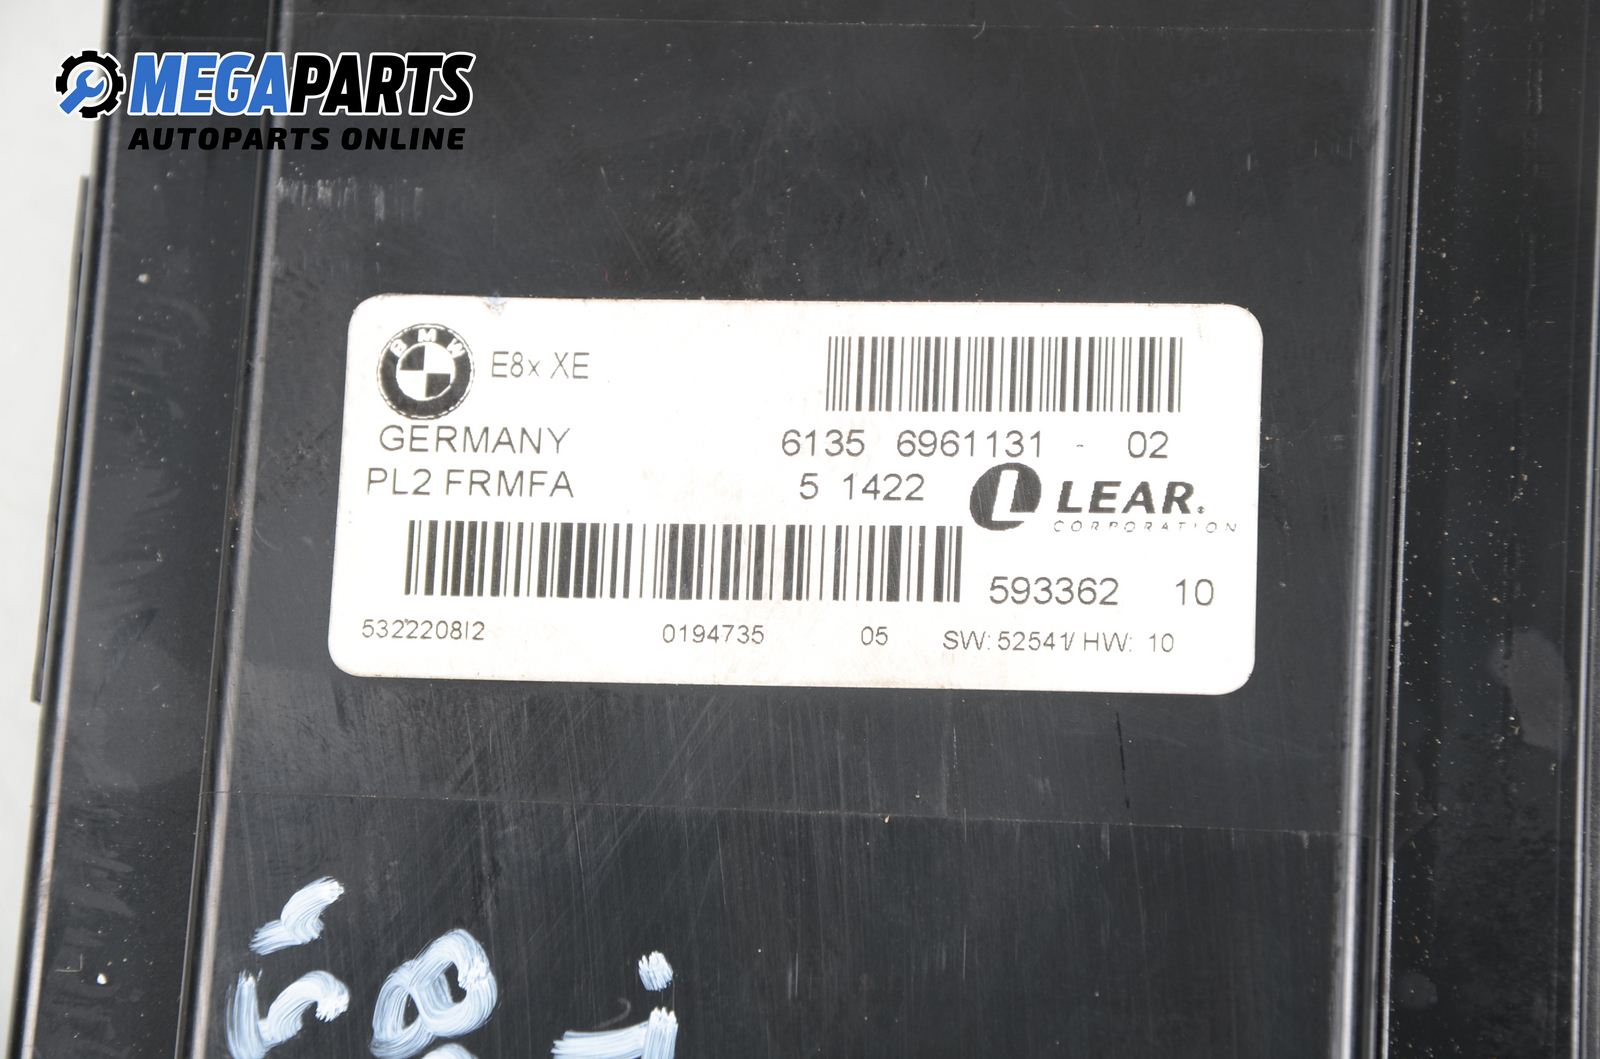 MEGAPARTS
AUTOPARTS ONLINE
BMW E8x XE
GERMANY 6135 6961131 - 02
PL2 FRMFA 5 1422 LEAR.
CORPORATION
593362 10
532220812 0194735 05 SW: 52541/ HW: 10